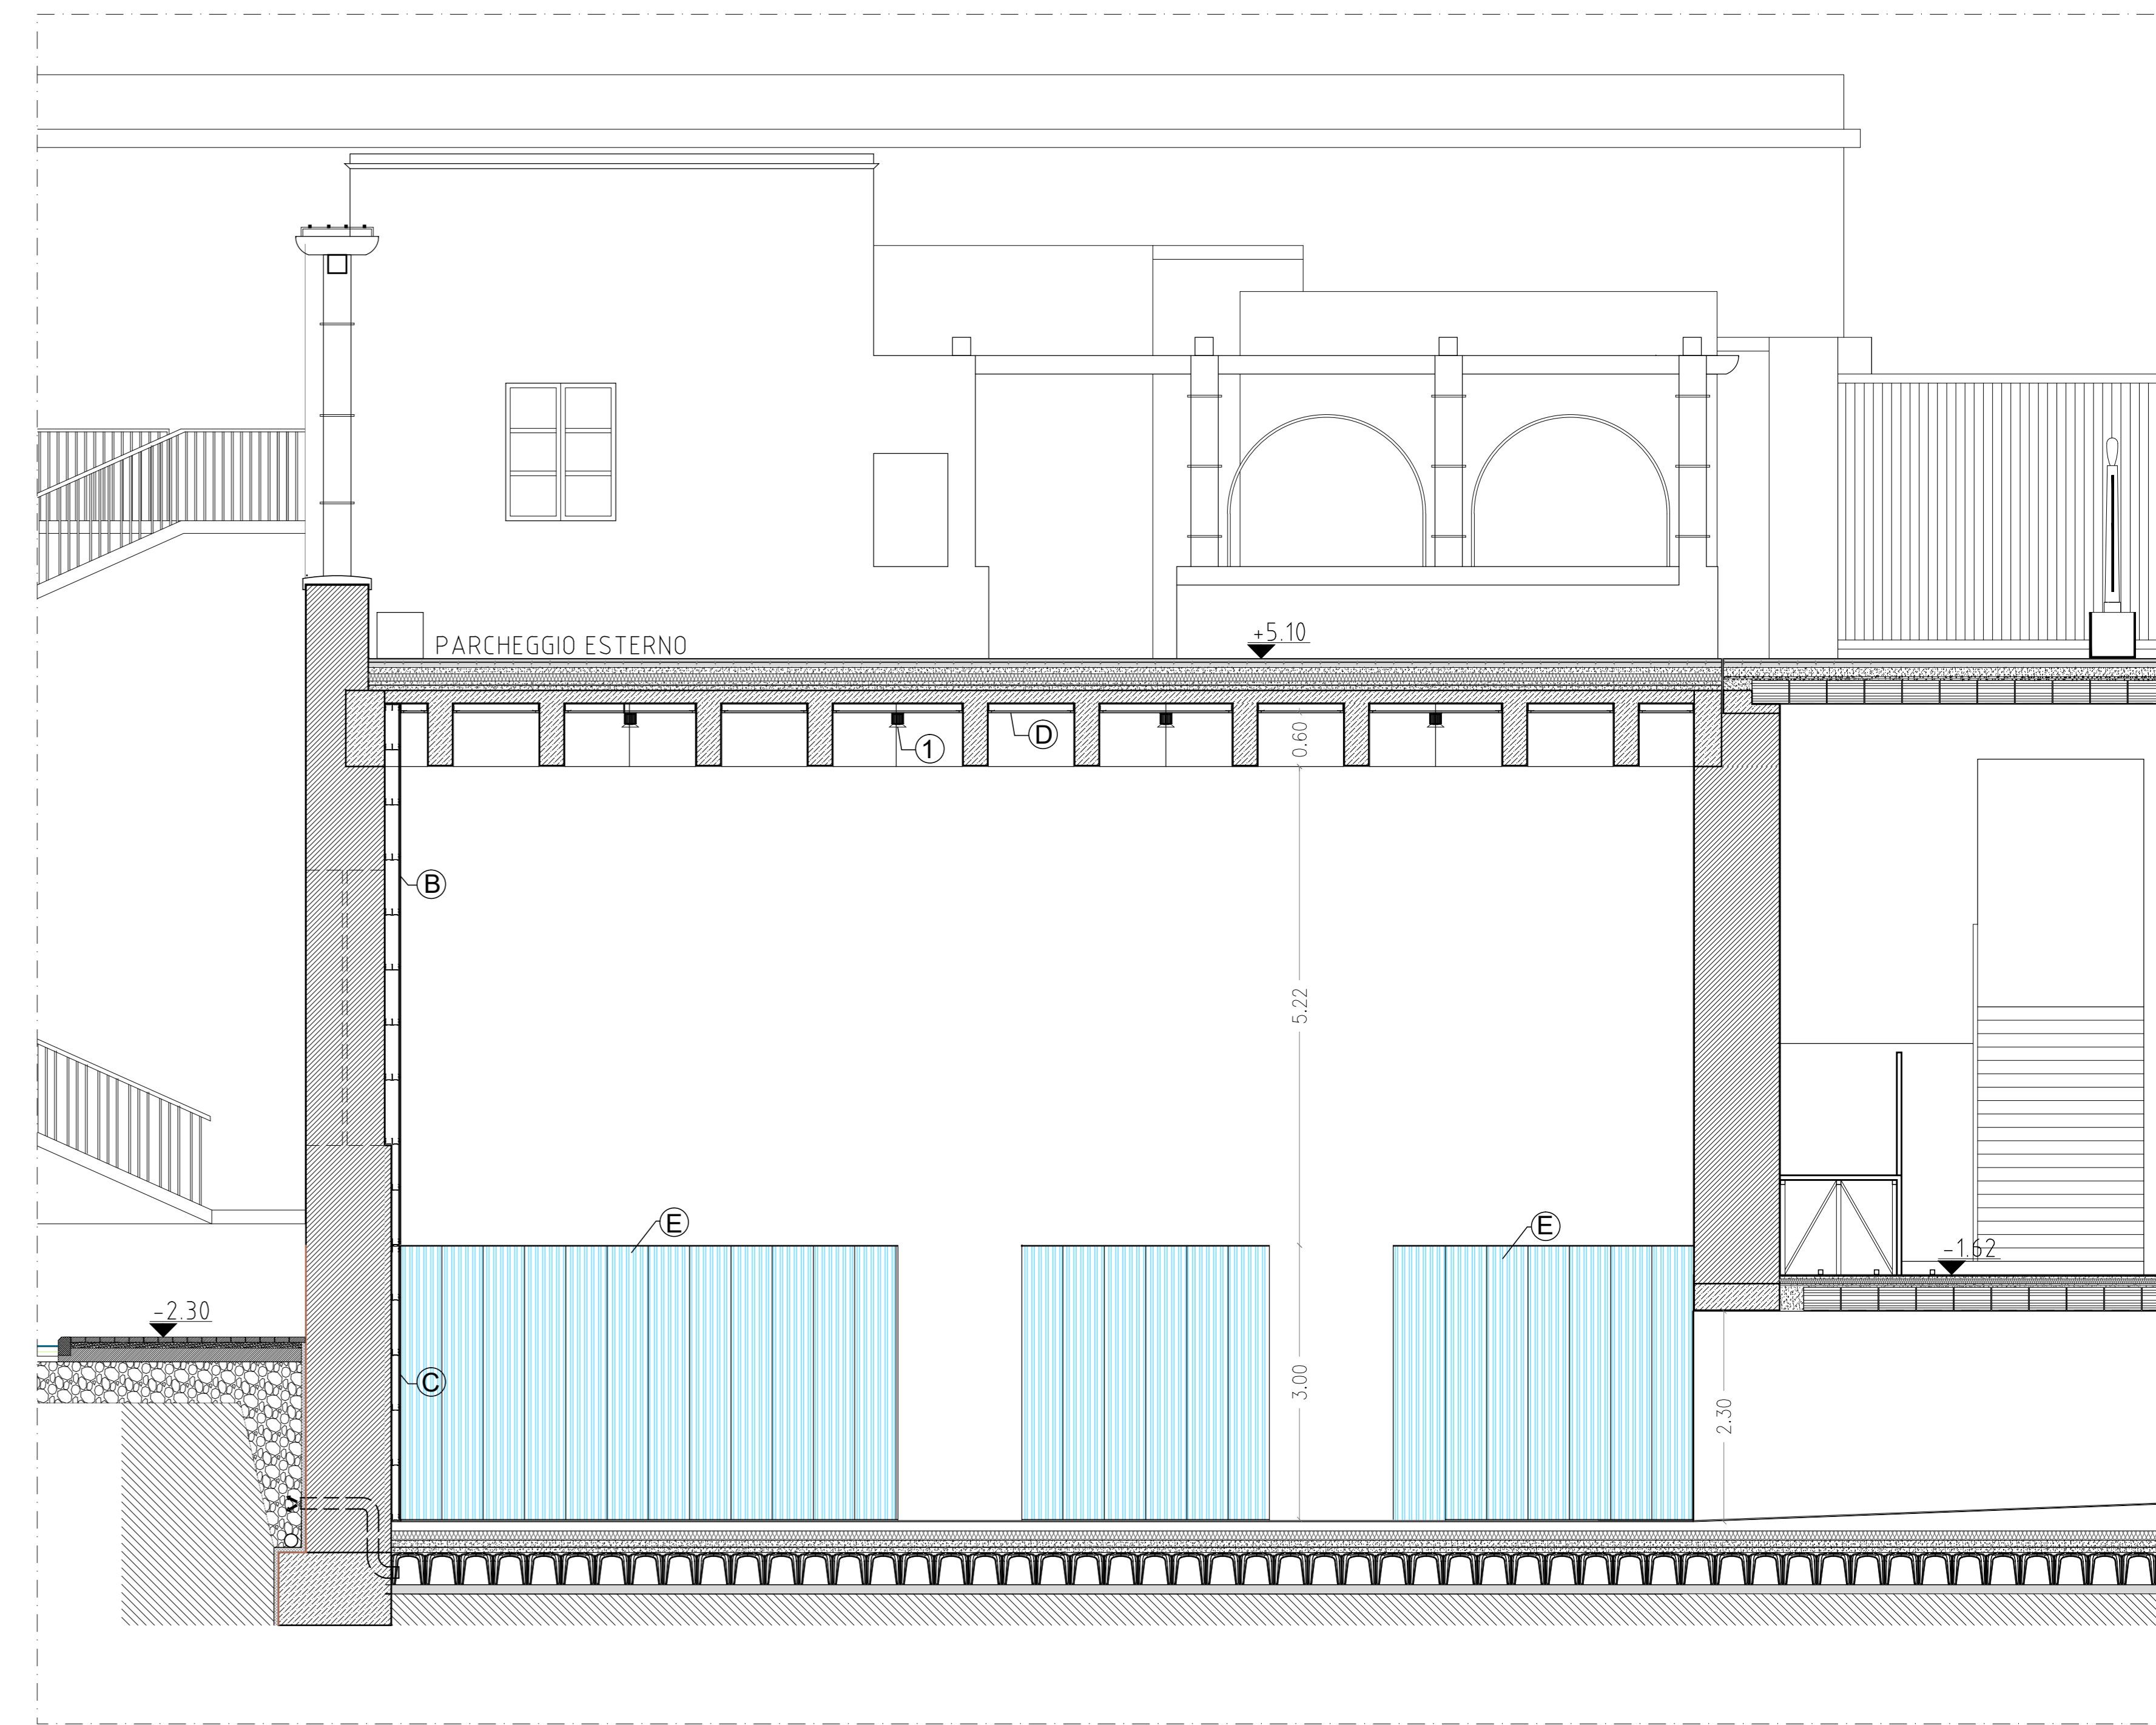 PARCHEGGIO ESTERNO
+5.10
1
D
0.60
B
5.22
E
E
-1.62
-2.30
C
3.00
2.30